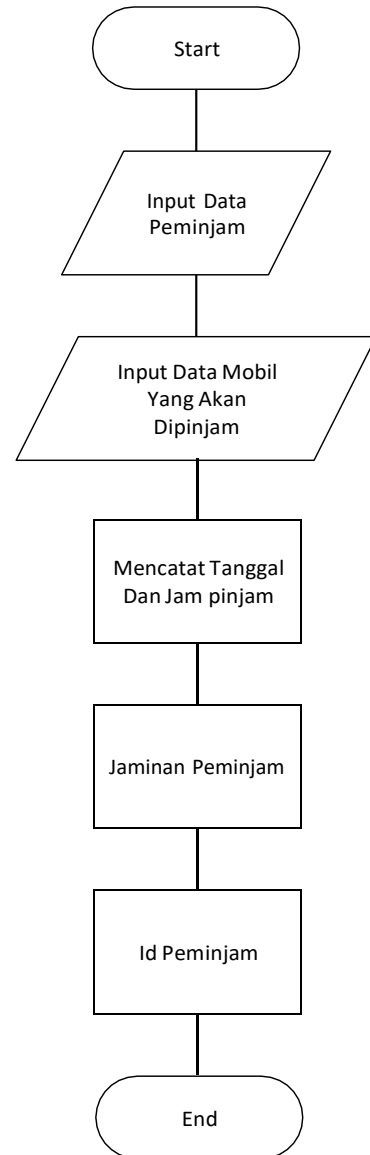 Start
Input Data
Peminjam
Input Data Mobil
Yang Akan
Dipinjam
Mencatat Tanggal
Dan Jam pinjam
Jaminan Peminjam
Id Peminjam
End